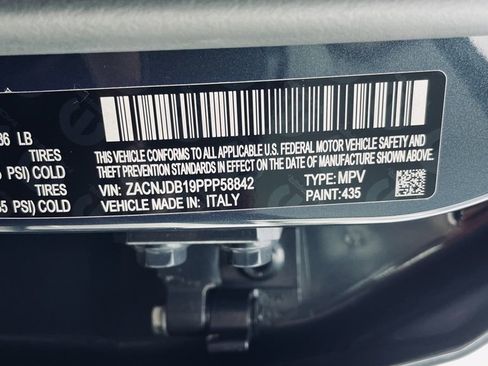 36 LB
TIRES
PSI) COLD
TIRES
35 PSI) COLD
THIS VEHICLE CONFORMS TO ALL APPLICABLE U.S. FEDERAL MOTOR VEHICLE SAFETY AND
THEFT PREVENTION STANDARDS IN EFFECT ON THE DATE OF MANUFACTURE SHOWN ABOVE.
VIN: ZACNJDB19PPP58842 TYPE: MPV
VEHICLE MADE IN: ITALY PAINT: 435